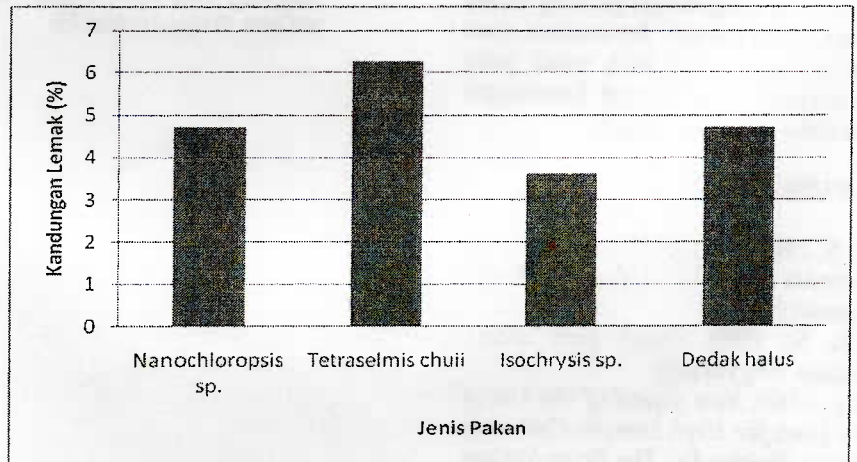 Kandungan Lemak (%)
7
6
5
4
3
2
1
0
Nanochloropsis
sp.
Tetraselmis chuii
Isochrysis sp.
Dedak halus
Jenis Pakan